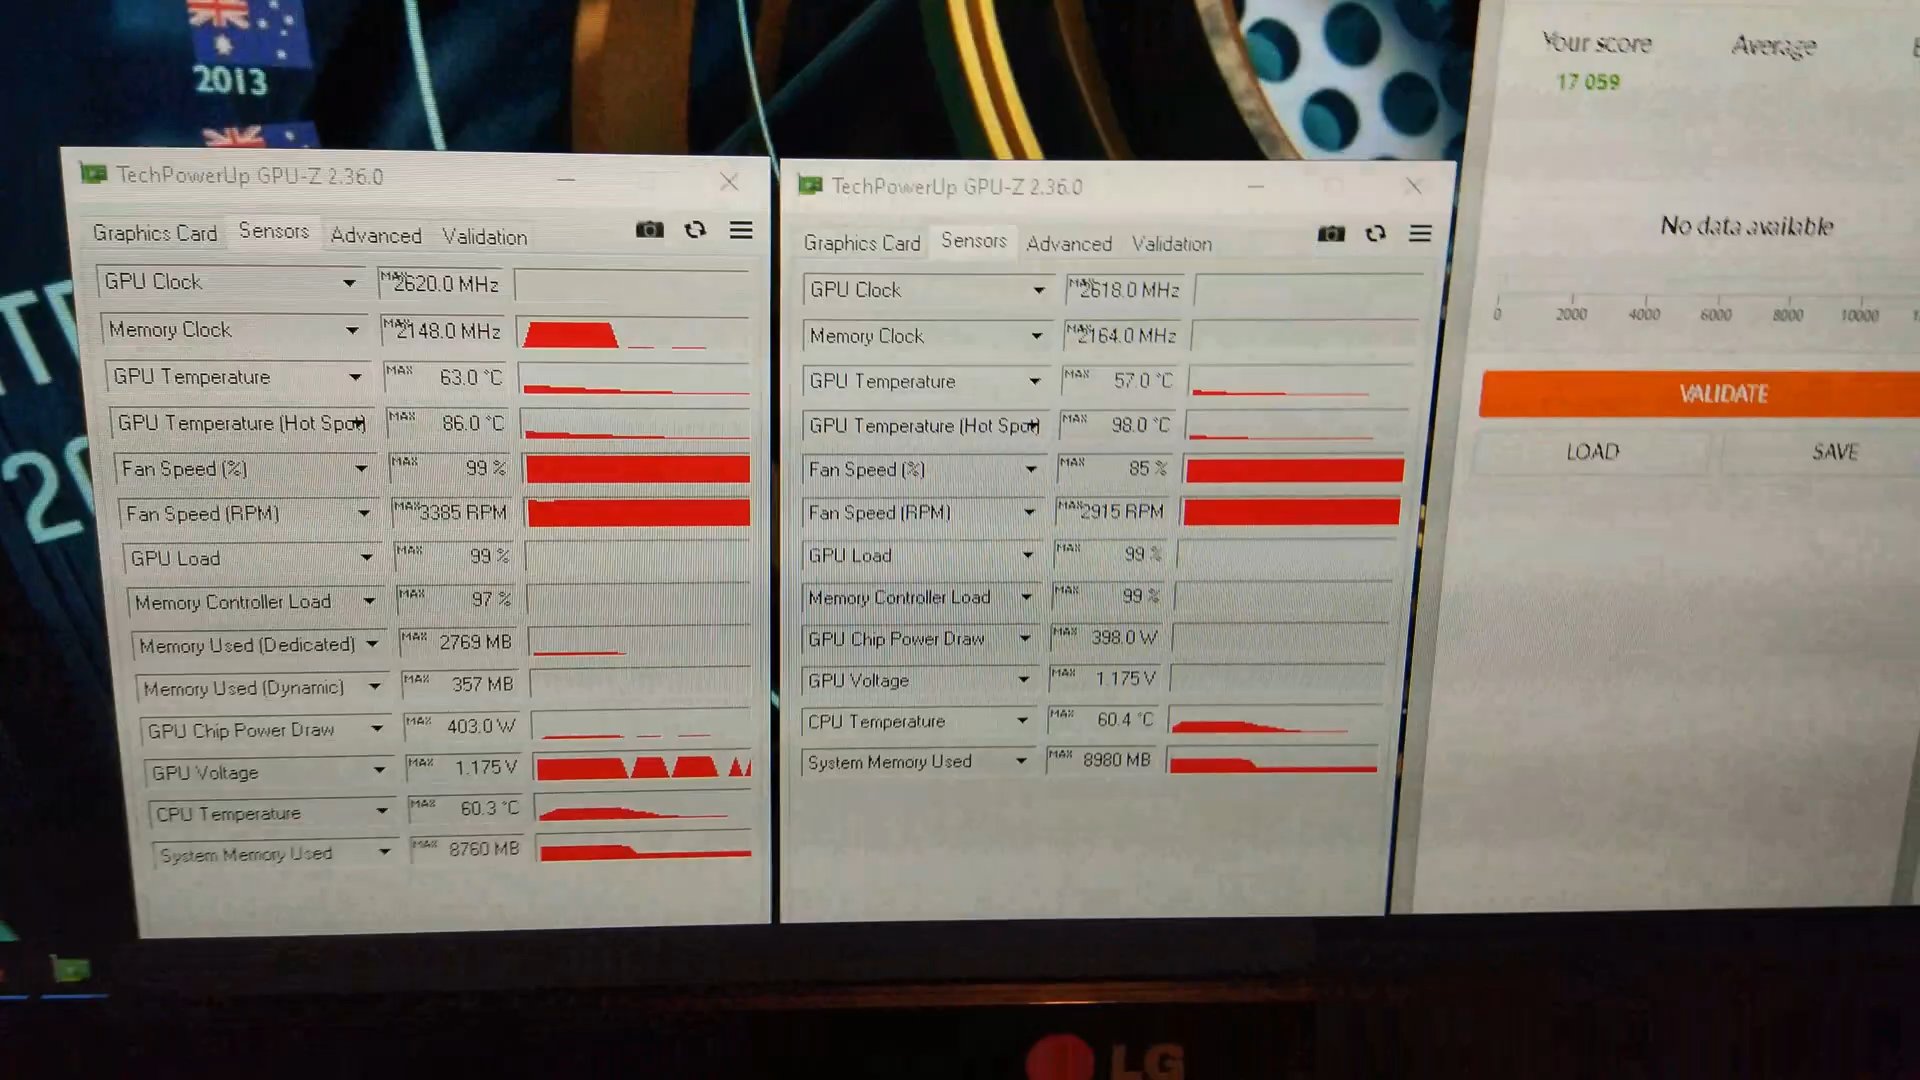 2013
TechPowerUp GPU-Z 2.36.0
Graphics Card Sensors Advanced Validation
GPU Clock MAX 2620.0 MHz
Memory Clock MAX 2148.0 MHz
GPU Temperature MAX 63.0 °C
GPU Temperature (Hot Spot) MAX 86.0 °C
Fan Speed (%) MAX 99 %
Fan Speed (RPM) MAX 3385 RPM
GPU Load MAX 99 %
Memory Controller Load MAX 97 %
Memory Used (Dedicated) MAX 2769 MB
Memory Used (Dynamic) MAX 357 MB
GPU Chip Power Draw MAX 403.0 W
GPU Voltage MAX 1.175 V
CPU Temperature MAX 60.3 °C
System Memory Used MAX 8760 MB
TechPowerUp GPU-Z 2.36.0
Graphics Card Sensors Advanced Validation
GPU Clock MAX 2618.0 MHz
Memory Clock MAX 2164.0 MHz
GPU Temperature MAX 57.0 °C
GPU Temperature (Hot Spot) MAX 98.0 °C
Fan Speed (%) MAX 85 %
Fan Speed (RPM) MAX 2915 RPM
GPU Load MAX 99 %
Memory Controller Load MAX 99 %
GPU Chip Power Draw MAX 398.0 W
GPU Voltage MAX 1.175 V
CPU Temperature MAX 60.4 °C
System Memory Used MAX 8980 MB
Your score Average
17 059
No data available
0 2000 4000 6000 8000 10000
VALIDATE
LOAD SAVE
LG